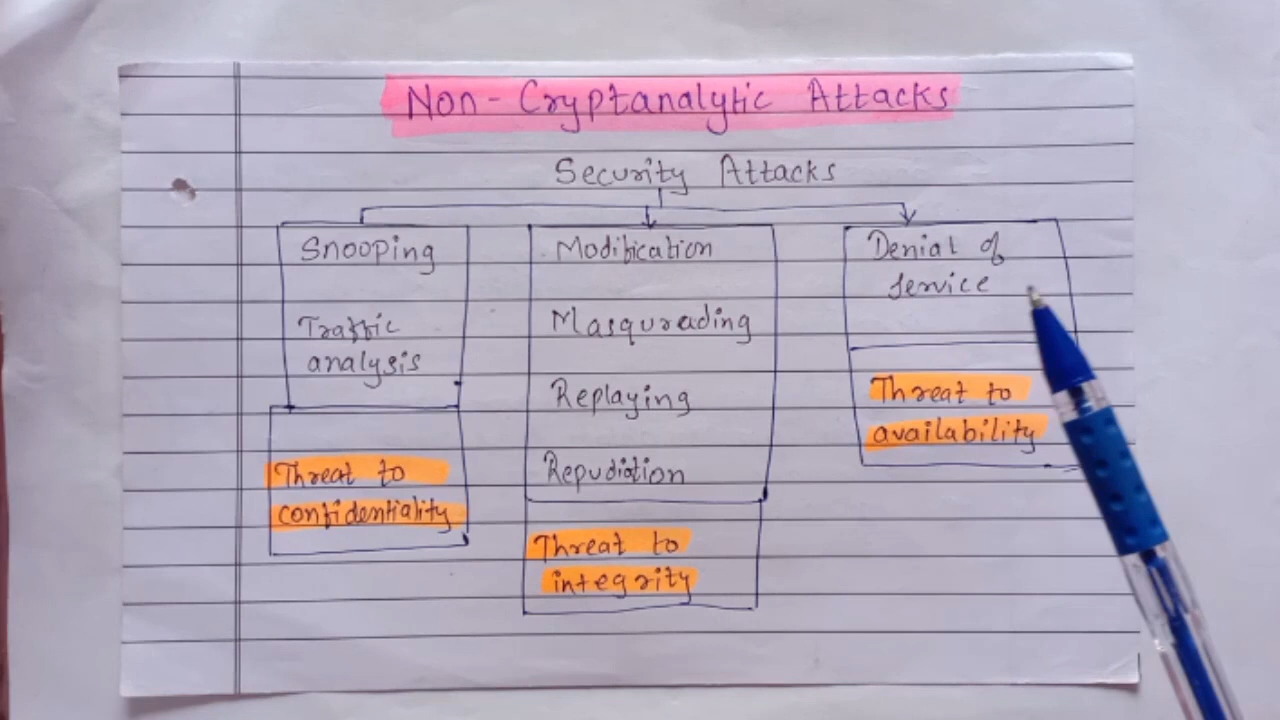 Non-Cryptanalytic Attacks
Security Attacks
Snooping
Traffic
analysis
Threat to
confidentiality
Modification
Masqurading
Replaying
Repudiation
Threat to
integrity
Denial of
service
Threat to
availability